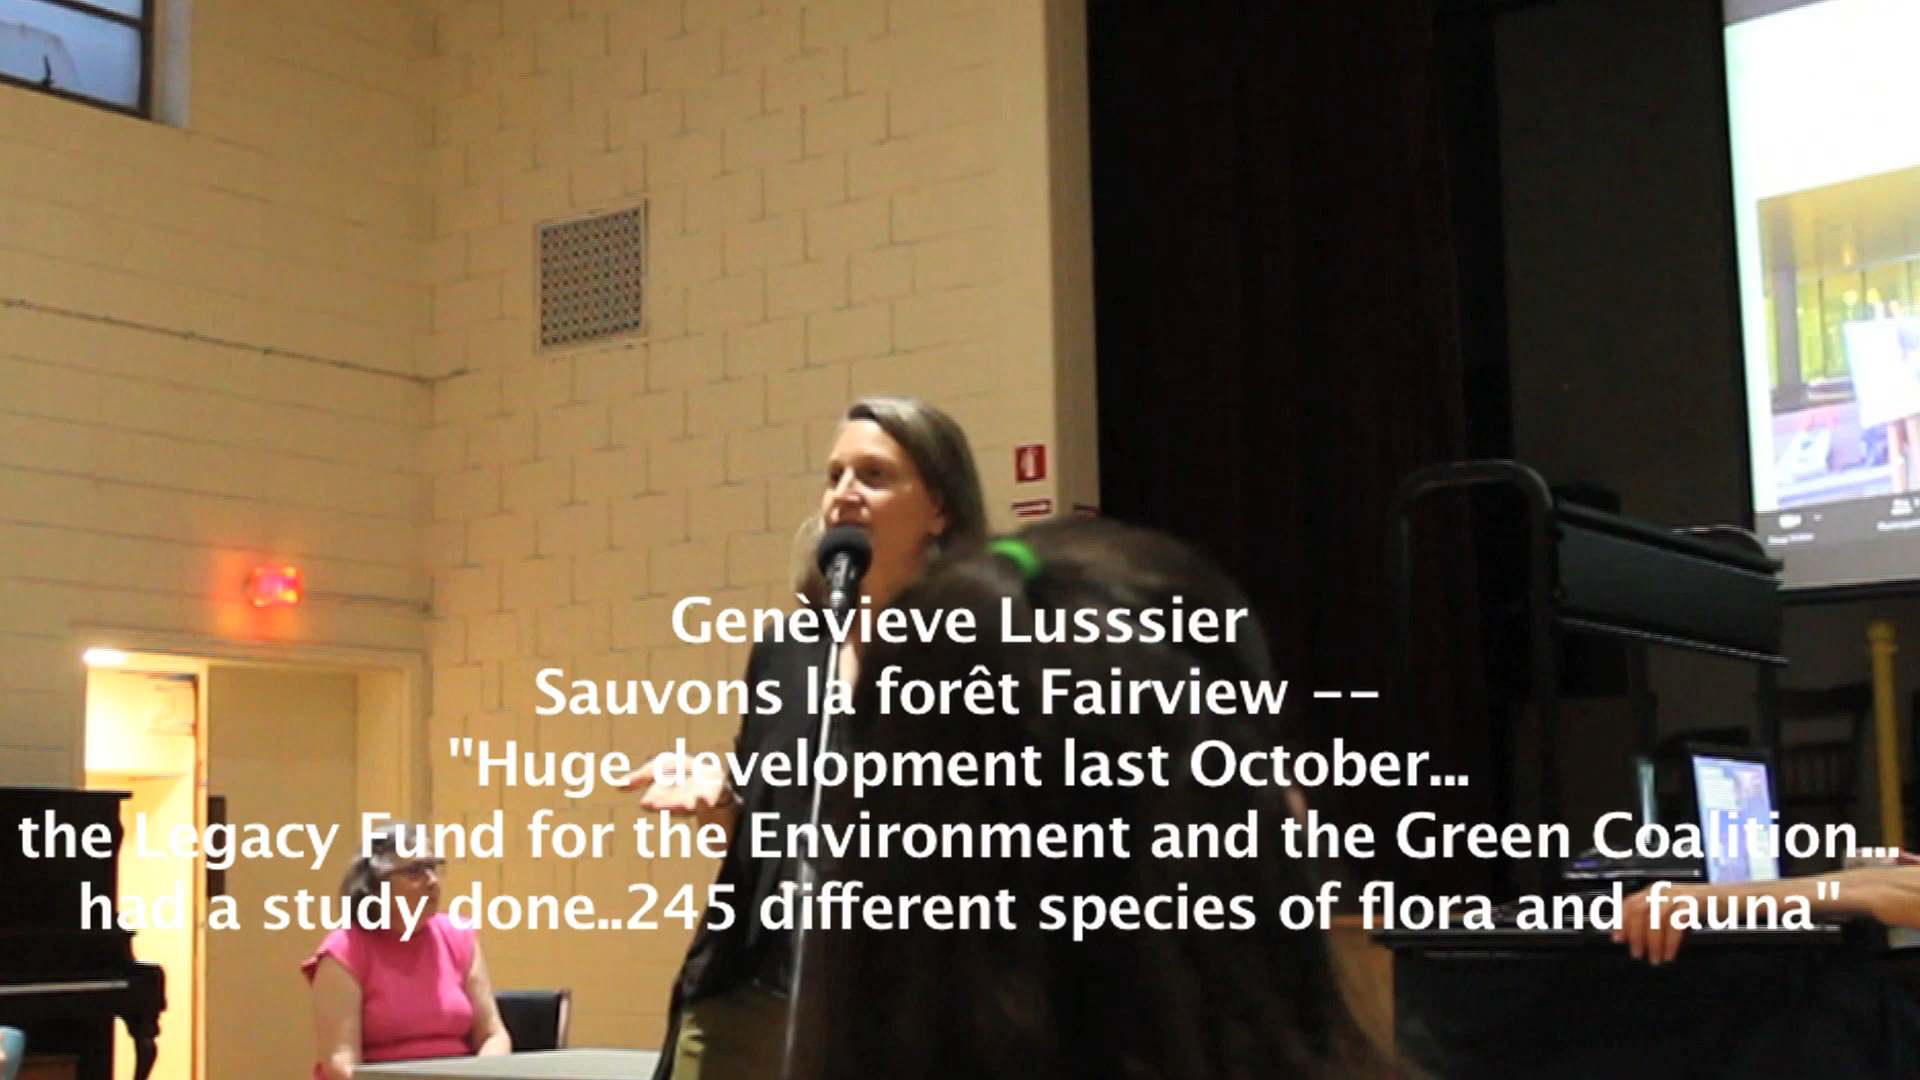 Genèvieve Lusssier
Sauvons la forêt Fairview --
"Huge development last October...
the Legacy Fund for the Environment and the Green Coalition...
had a study done..245 different species of flora and fauna"